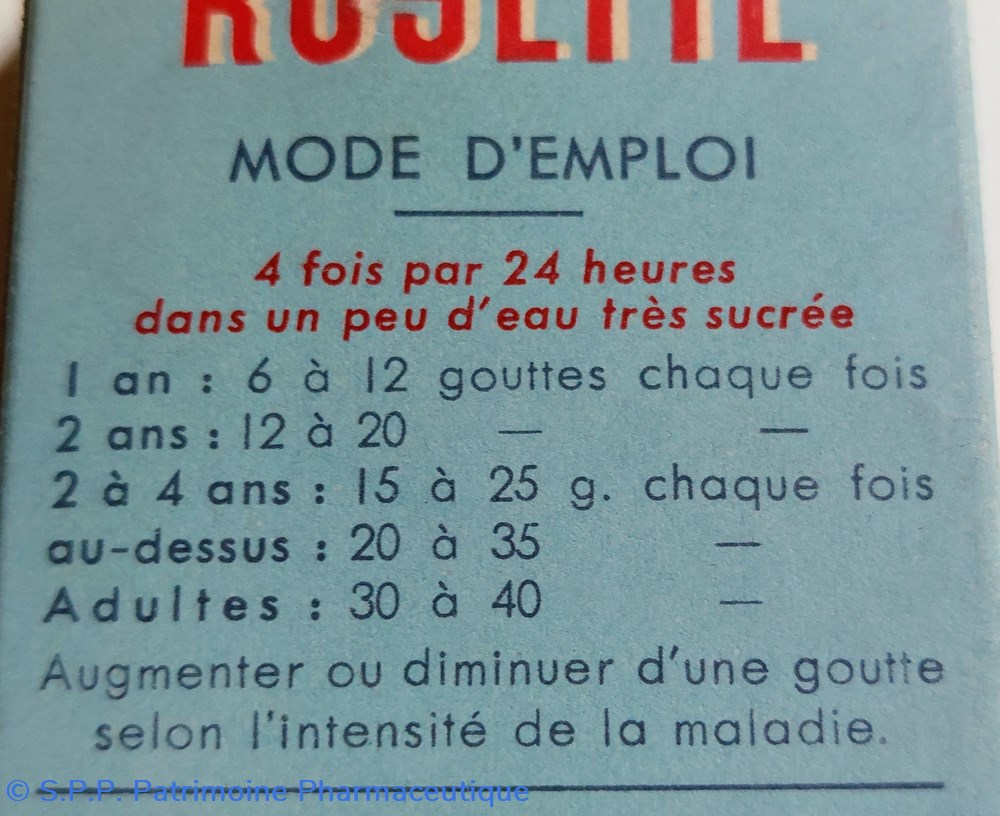 ROSETTE
MODE D'EMPLOI
4 fois par 24 heures
dans un peu d'eau très sucrée
1 an : 6 à 12 gouttes chaque fois
2 ans : 12 à 20 — —
2 à 4 ans : 15 à 25 g. chaque fois
au-dessus : 20 à 35 —
Adultes : 30 à 40 —
Augmenter ou diminuer d'une goutte
selon l'intensité de la maladie.
© S.P.P. Patrimoine Pharmaceutique